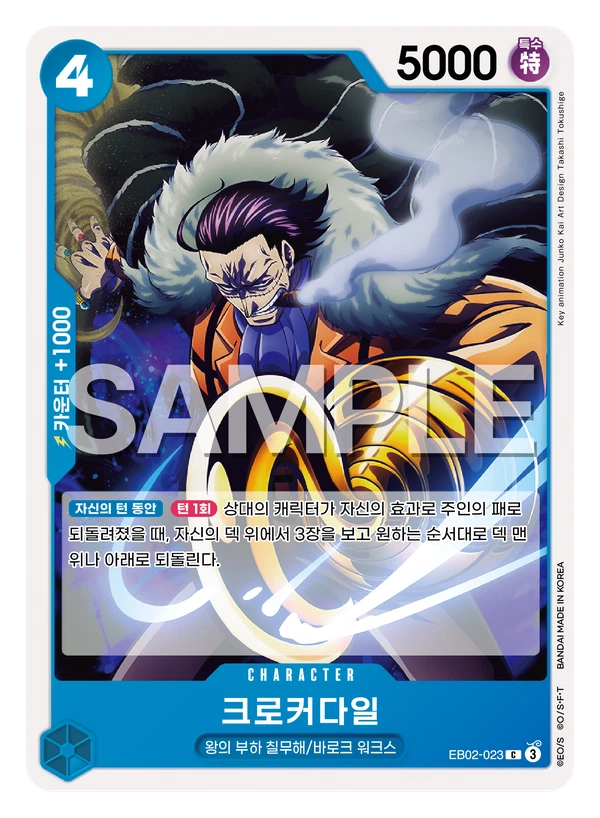 4
5000
특수
特
Key animation Junko Kai Art Design Takashi Tokushige
카운터 +1000
SAMPLE
자신의 턴 동안 턴 1회 상대의 캐릭터가 자신의 효과로 주인의 패로
되돌려졌을 때, 자신의 덱 위에서 3장을 보고 원하는 순서대로 덱 맨
위나 아래로 되돌린다.
CHARACTER
크로커다일
왕의 부하 칠무해/바로크 워크스
EB02-023 C 3
©EO/S ©O/S·F·T BANDAI MADE IN KOREA